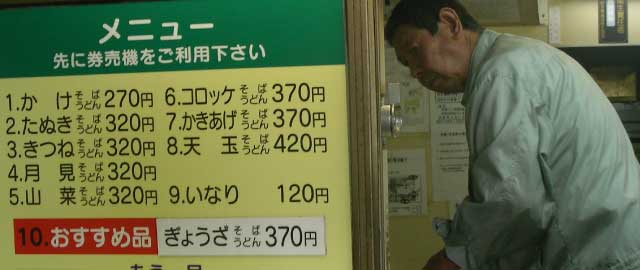 メニュー
先に券売機をご利用下さい
1.かけ そば うどん 270円
2.たぬき そば うどん 320円
3.きつね そば うどん 320円
4.月見 そば うどん 320円
5.山菜 そば うどん 320円
6.コロッケ そば うどん 370円
7.かきあげ そば うどん 370円
8.天玉 そば うどん 420円
9.いなり 120円
10.おすすめ品 ぎょうざ そば うどん 370円